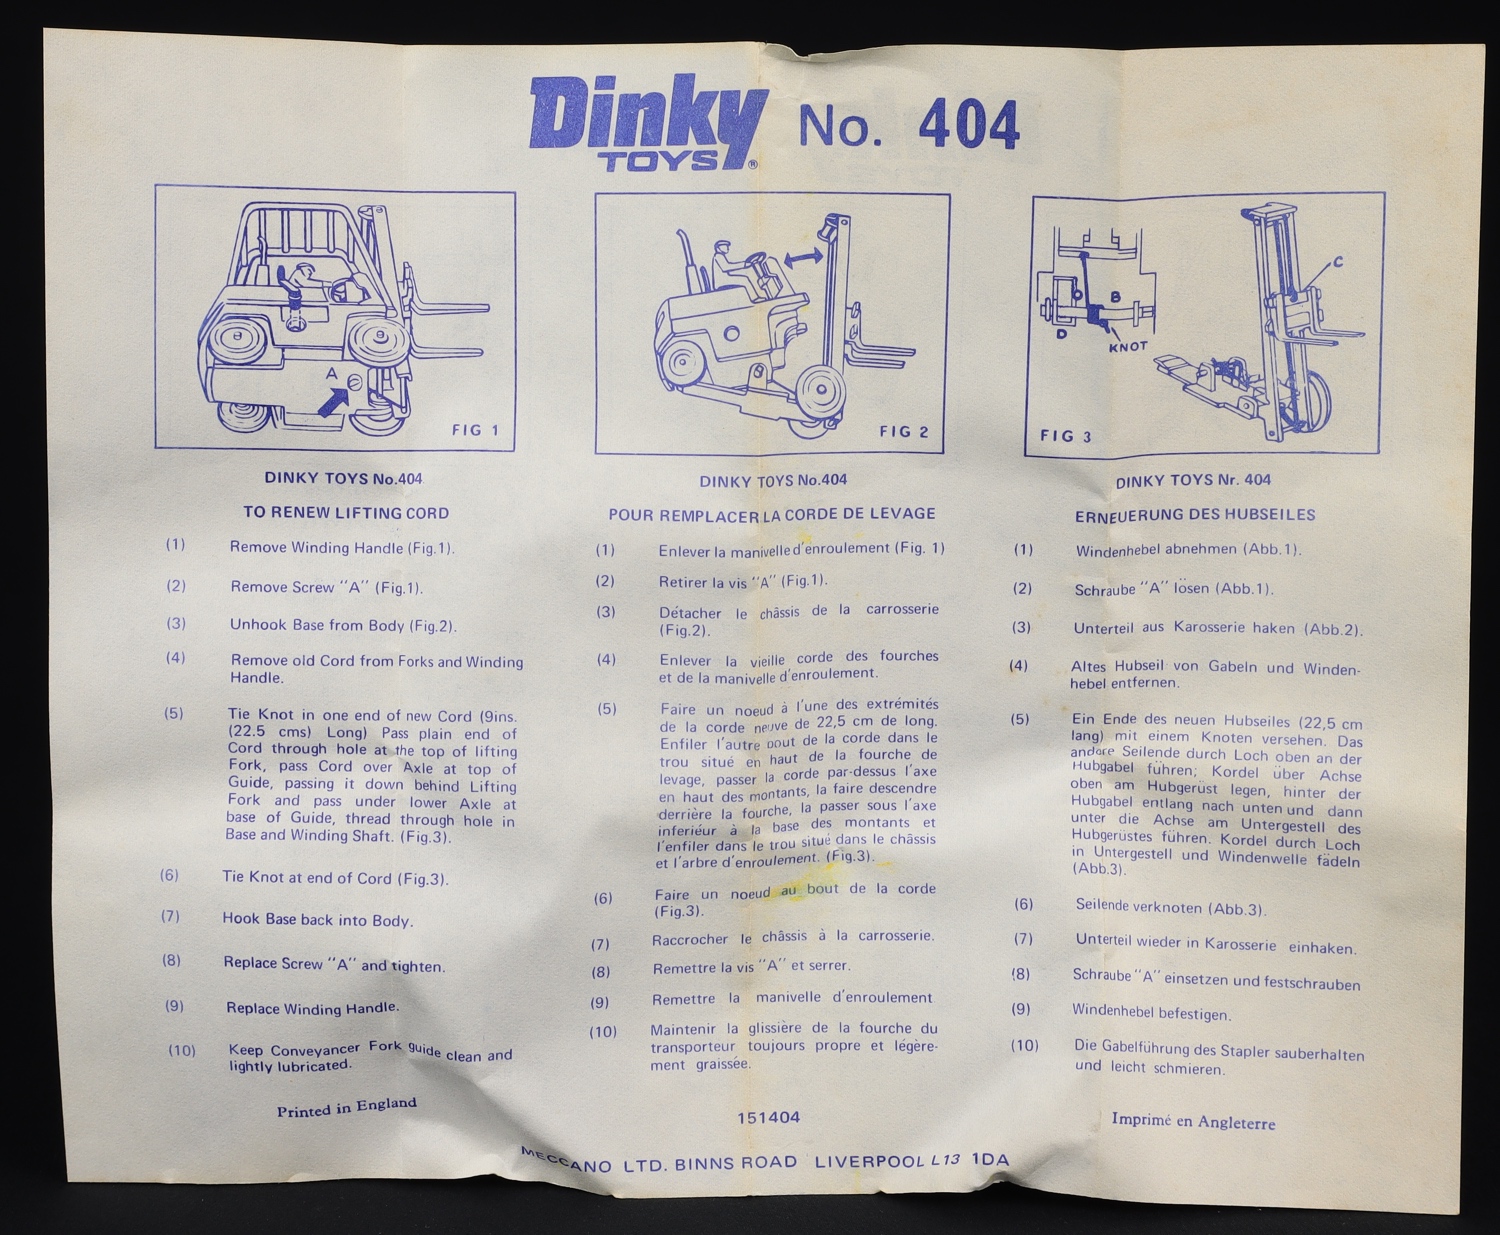 Dinky
TOYS®
No. 404
A
FIG 1
FIG 2
B
D
KNOT
C
FIG 3
DINKY TOYS No.404
TO RENEW LIFTING CORD
(1) Remove Winding Handle (Fig.1).
(2) Remove Screw "A" (Fig.1).
(3) Unhook Base from Body (Fig.2).
(4) Remove old Cord from Forks and Winding
Handle.
(5) Tie Knot in one end of new Cord (9ins.
(22.5 cms) Long) Pass plain end of
Cord through hole at the top of lifting
Fork, pass Cord over Axle at top of
Guide, passing it down behind Lifting
Fork and pass under lower Axle at
base of Guide, thread through hole in
Base and Winding Shaft. (Fig.3).
(6) Tie Knot at end of Cord (Fig.3).
(7) Hook Base back into Body.
(8) Replace Screw "A" and tighten.
(9) Replace Winding Handle.
(10) Keep Conveyancer Fork guide clean and
lightly lubricated.
Printed in England
DINKY TOYS No.404
POUR REMPLACER LA CORDE DE LEVAGE
(1) Enlever la manivelle d'enroulement (Fig. 1)
(2) Retirer la vis "A" (Fig.1).
(3) Détacher le châssis de la carrosserie
(Fig.2).
(4) Enlever la vieille corde des fourches
et de la manivelle d'enroulement.
(5) Faire un noeud à l'une des extrémités
de la corde neuve de 22,5 cm de long.
Enfiler l'autre bout de la corde dans le
trou situé en haut de la fourche de
levage, passer la corde par-dessus l'axe
en haut des montants, la faire descendre
derrière la fourche, la passer sous l'axe
inferiéur à la base des montants et
l'enfiler dans le trou situé dans le châssis
et l'arbre d'enroulement. (Fig.3).
(6) Faire un noeud au bout de la corde
(Fig.3).
(7) Raccrocher le châssis à la carrosserie.
(8) Remettre la vis "A" et serrer.
(9) Remettre la manivelle d'enroulement
(10) Maintenir la glissière de la fourche du
transporteur toujours propre et légère-
ment graissée.
151404
DINKY TOYS Nr. 404
ERNEUERUNG DES HUBSEILES
(1) Windenhebel abnehmen (Abb.1).
(2) Schraube "A" lösen (Abb.1).
(3) Unterteil aus Karosserie haken (Abb.2).
(4) Altes Hubseil von Gabeln und Winden-
hebel entfernen.
(5) Ein Ende des neuen Hubseiles (22,5 cm
lang) mit einem Knoten versehen. Das
andere Seilende durch Loch oben an der
Hubgabel führen; Kordel über Achse
oben am Hubgerüst legen, hinter der
Hubgabel entlang nach unten und dann
unter die Achse am Untergestell des
Hubgerüstes führen. Kordel durch Loch
in Untergestell und Windenwelle fädeln
(Abb.3).
(6) Seilende verknoten (Abb.3).
(7) Unterteil wieder in Karosserie einhaken.
(8) Schraube "A" einsetzen und festschrauben
(9) Windenhebel befestigen.
(10) Die Gabelführung des Stapler sauberhalten
und leicht schmieren.
Imprimé en Angleterre
MECCANO LTD. BINNS ROAD LIVERPOOL L13 1DA